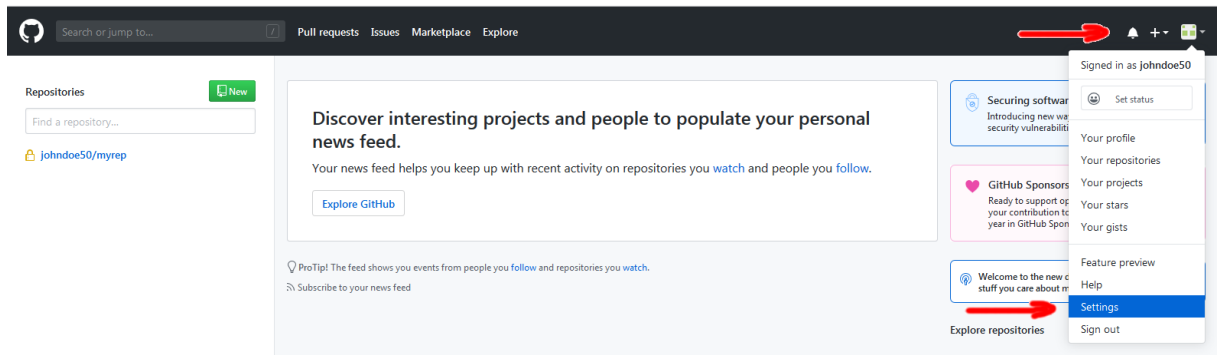 Search or jump to...
/
Pull requests Issues Marketplace Explore
Signed in as johndoe50
Set status
Your profile
Your repositories
Your projects
Your stars
Your gists
Feature preview
Help
Settings
Sign out
Repositories
New
Find a repository...
johndoe50/myrep
Discover interesting projects and people to populate your personal
news feed.
Your news feed helps you keep up with recent activity on repositories you watch and people you follow.
Explore GitHub
ProTip! The feed shows you events from people you follow and repositories you watch.
Subscribe to your news feed
Securing softwar
Introducing new wa
security vulnerabiliti
GitHub Sponsors
Ready to support op
your contribution to
year in GitHub Spon
Welcome to the new d
stuff you care about m
Explore repositories